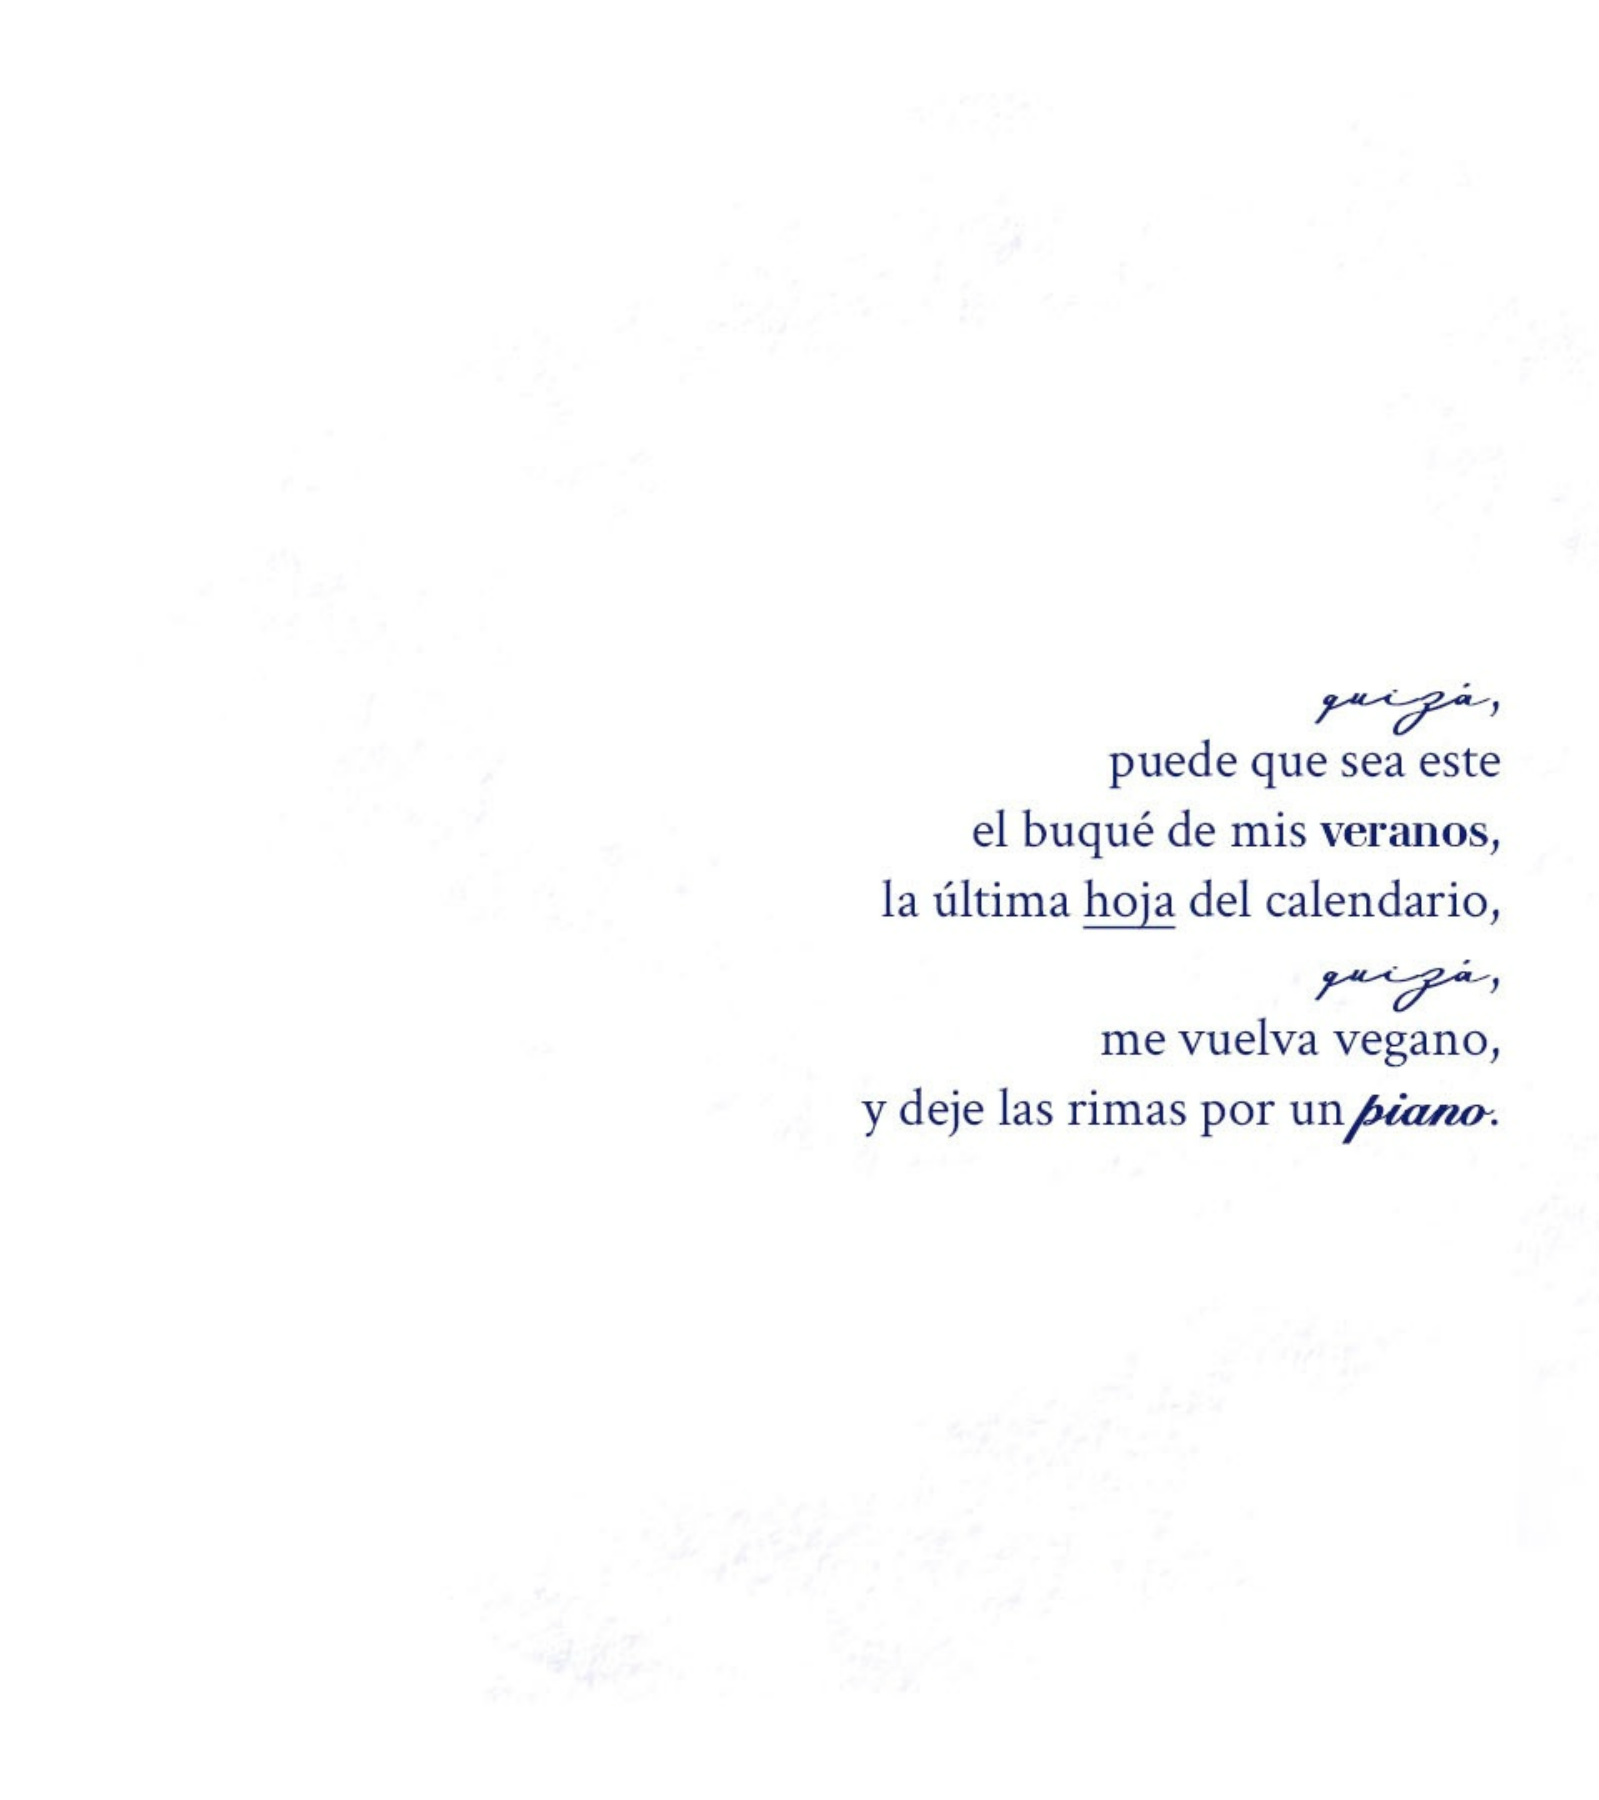 quizá,
puede que sea este
el buqué de mis veranos,
la última hoja del calendario,
quizá,
me vuelva vegano,
y deje las rimas por un piano.